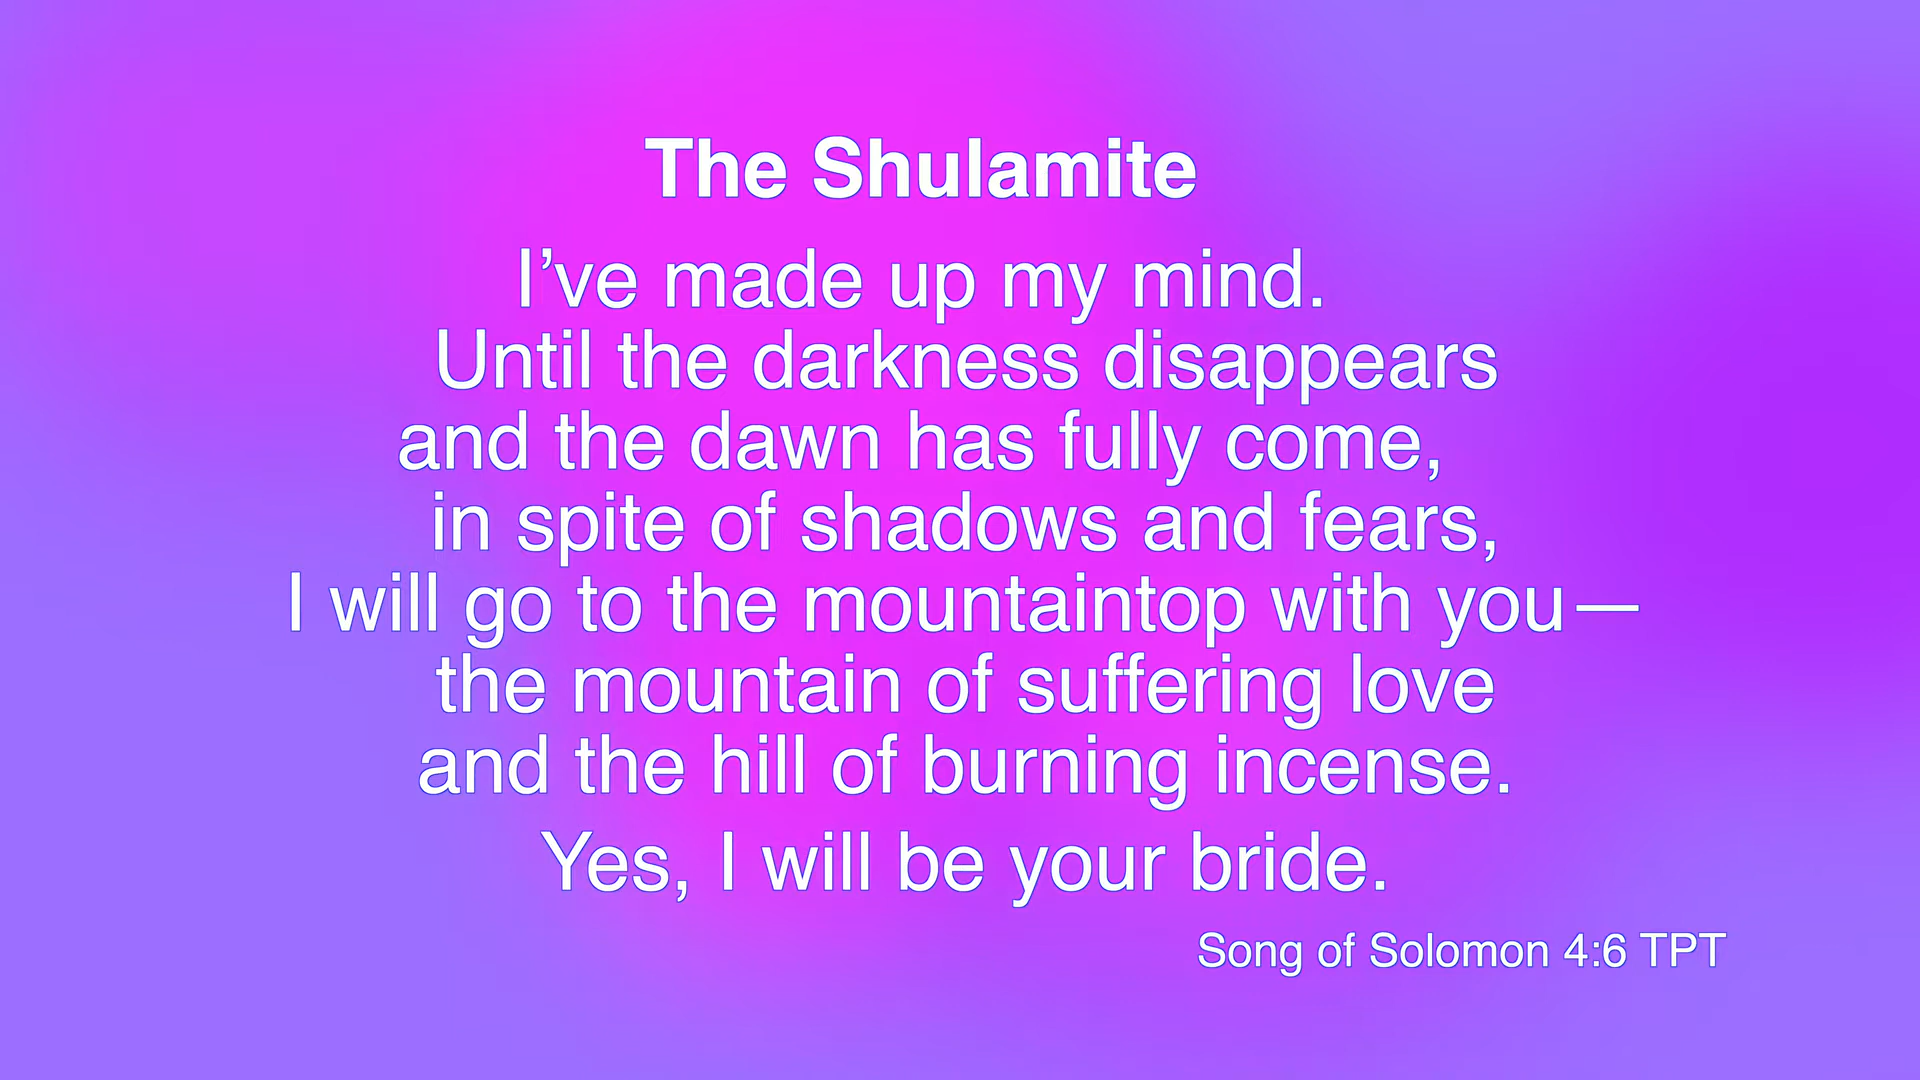 The Shulamite
I’ve made up my mind.
Until the darkness disappears
and the dawn has fully come,
in spite of shadows and fears,
I will go to the mountaintop with you—
the mountain of suffering love
and the hill of burning incense.
Yes, I will be your bride.
Song of Solomon 4:6 TPT